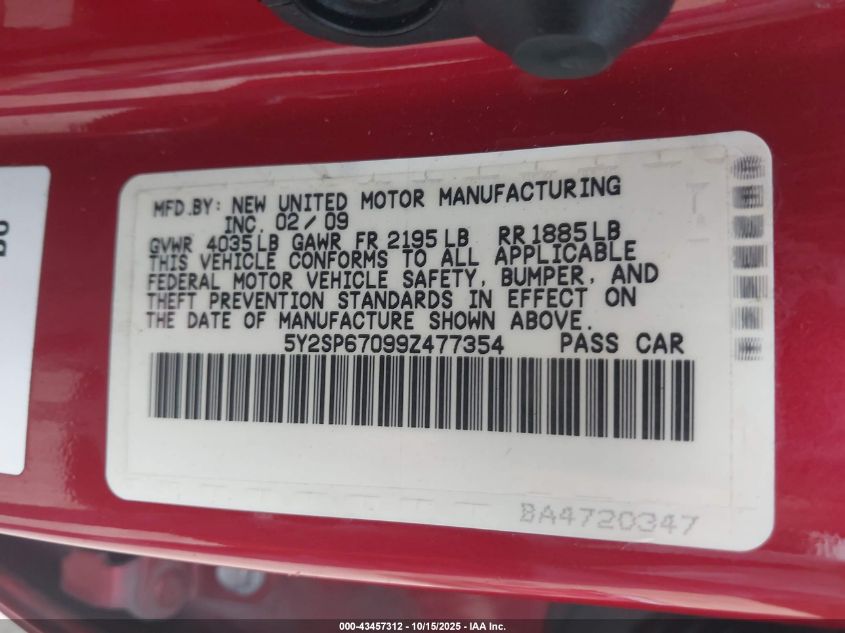 MFD.BY: NEW UNITED MOTOR MANUFACTURING
INC. 02/09
GVWR 4035LB GAWR FR 2195LB RR1885LB
THIS VEHICLE CONFORMS TO ALL APPLICABLE
FEDERAL MOTOR VEHICLE SAFETY, BUMPER, AND
THEFT PREVENTION STANDARDS IN EFFECT ON
THE DATE OF MANUFACTURE SHOWN ABOVE.
5Y2SP67099Z477354 PASS CAR
BA4720347
000-43457312 - 10/15/2025 - IAA Inc.